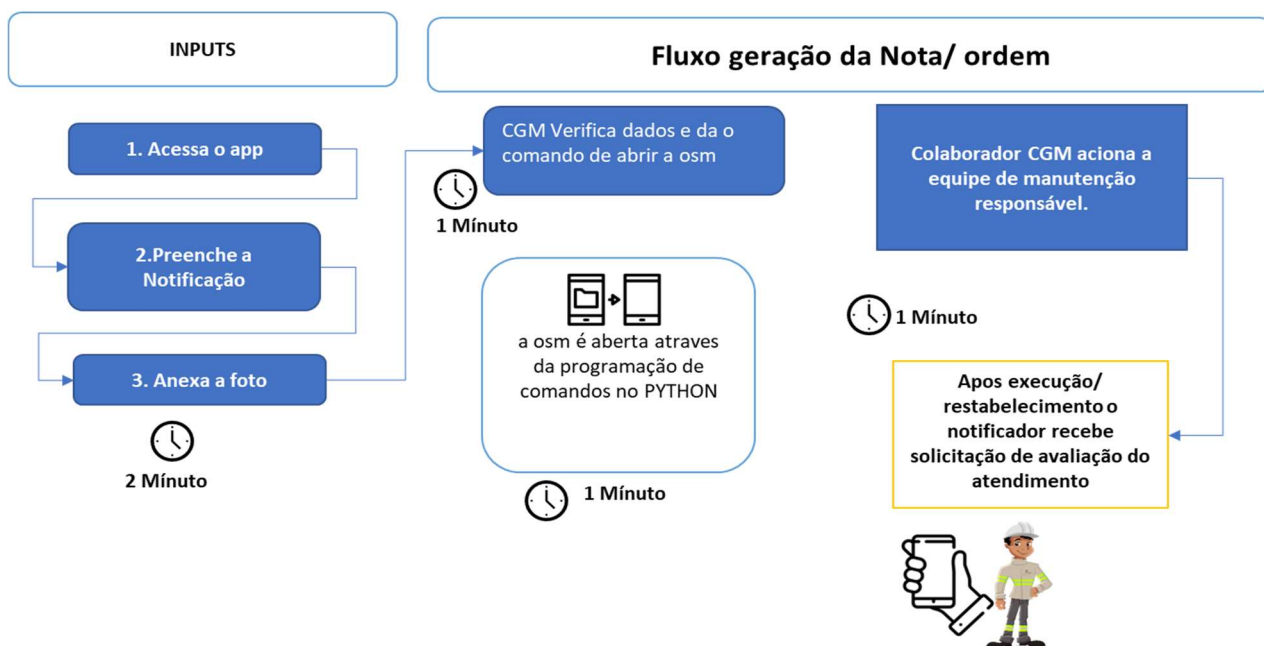 INPUTS
Fluxo geração da Nota/ ordem
1. Acessa o app
2.Preenche a
Notificação
3. Anexa a foto
2 Mínuto
CGM Verifica dados e da o
comando de abrir a osm
1 Mínuto
a osm é aberta atraves
da programação de
comandos no PYTHON
1 Mínuto
Colaborador CGM aciona a
equipe de manutenção
responsável.
1 Mínuto
Apos execução/
restabelecimento o
notificador recebe
solicitação de avaliação do
atendimento